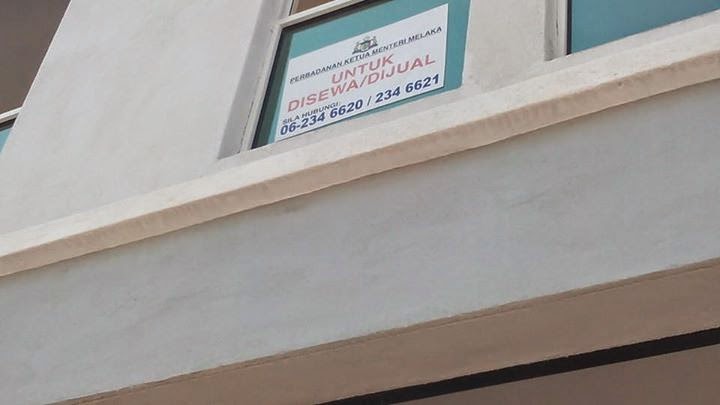 PERBADANAN KETUA MENTERI MELAKA
UNTUK
DISEWA/DIJUAL
SILA HUBUNGI:
06-234 6620 / 234 6621